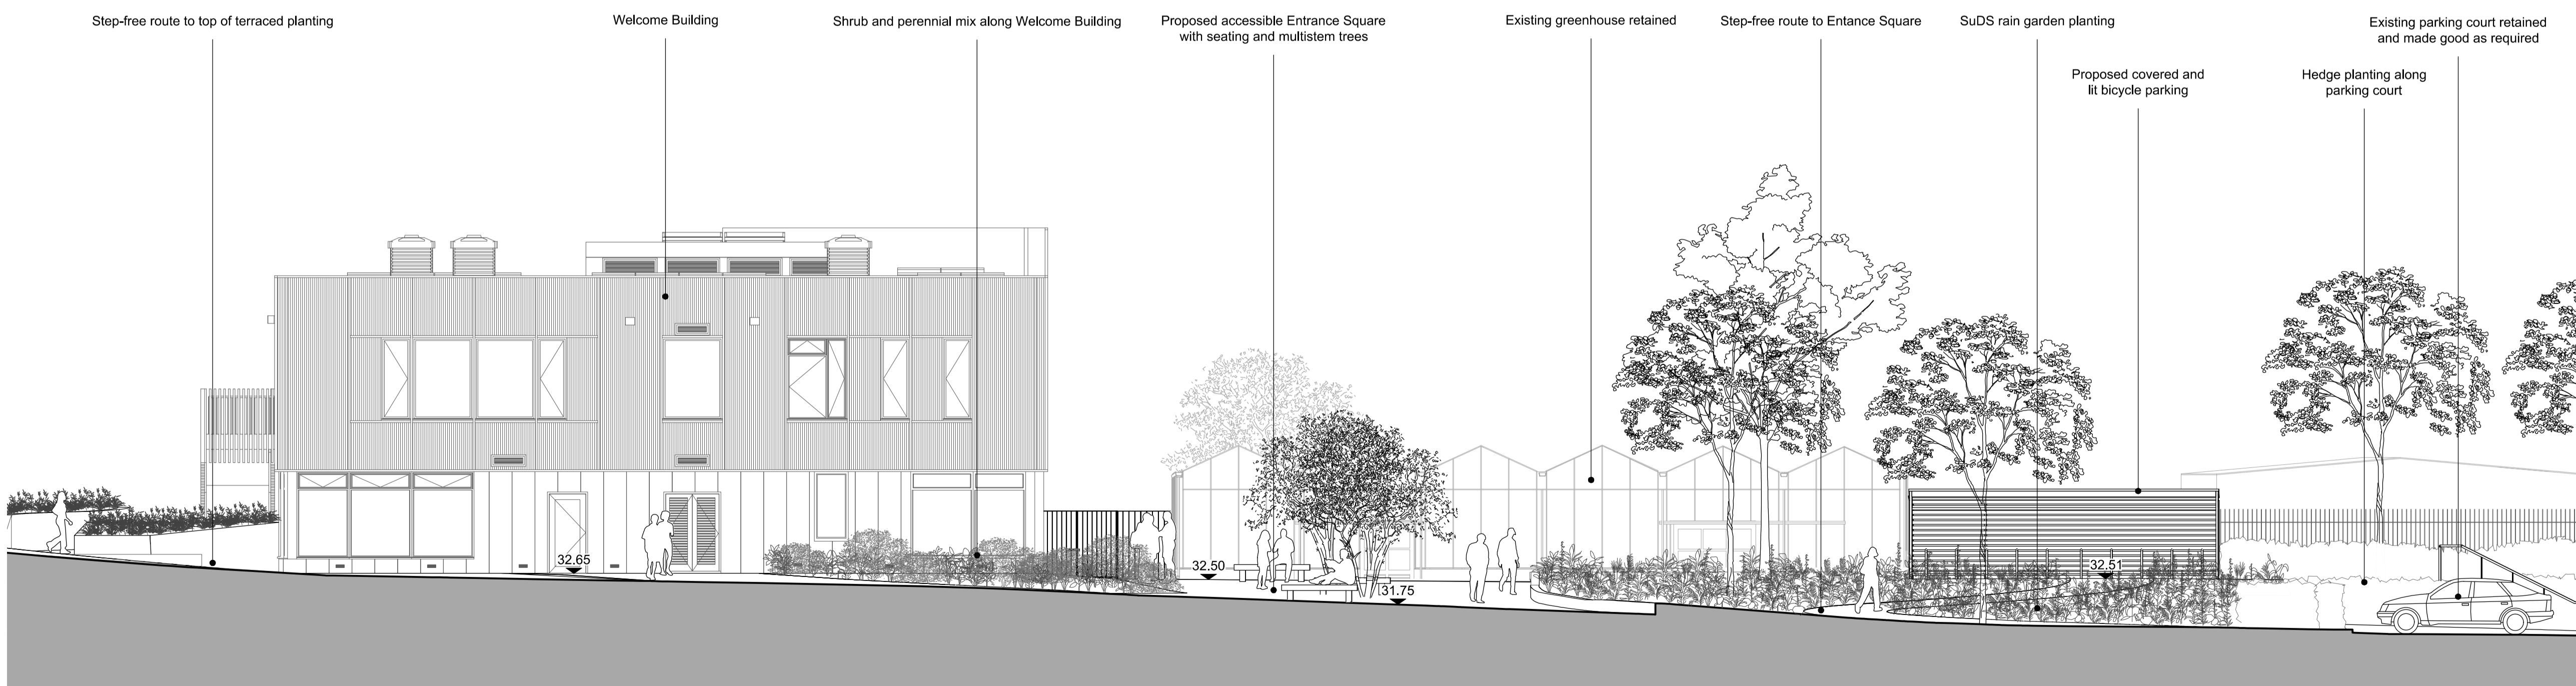 Step-free route to top of terraced planting
Welcome Building
Shrub and perennial mix along Welcome Building
Proposed accessible Entrance Square
with seating and multistem trees
Existing greenhouse retained
Step-free route to Entance Square
SuDS rain garden planting
Existing parking court retained
and made good as required
Proposed covered and
lit bicycle parking
Hedge planting along
parking court
32.65
32.50
31.75
32.51